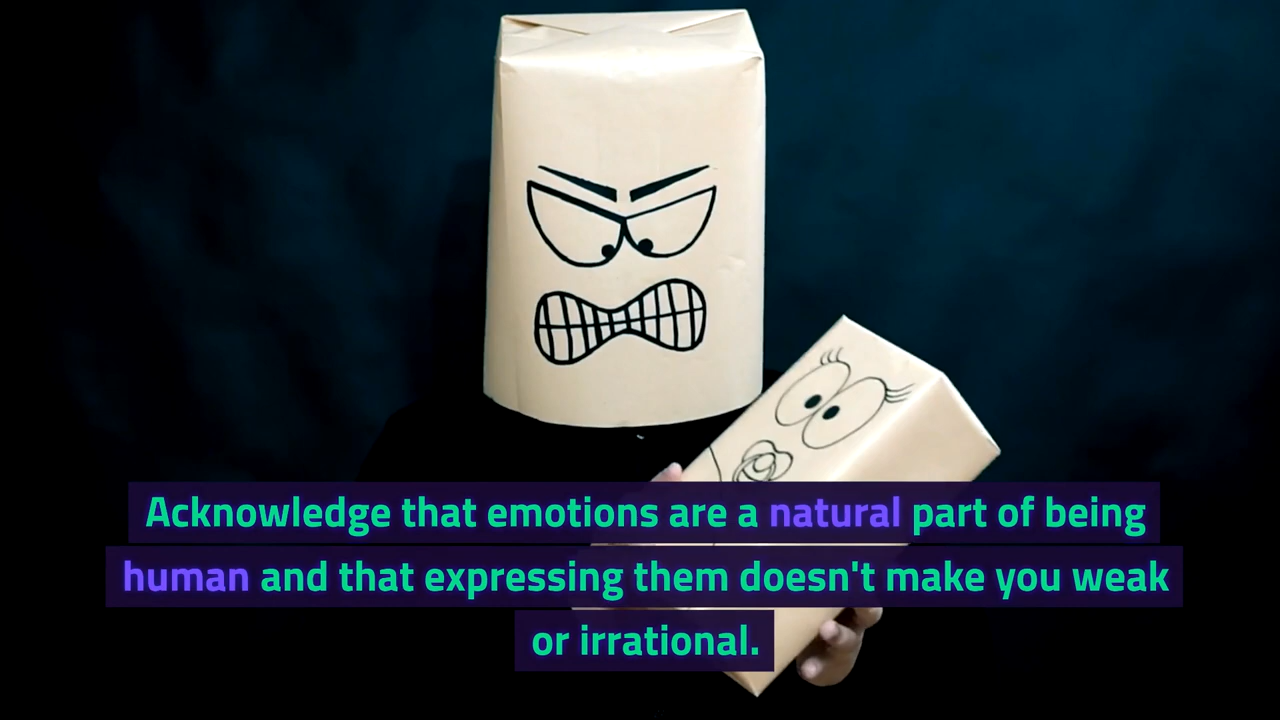 Acknowledge that emotions are a natural part of being
human and that expressing them doesn't make you weak
or irrational.